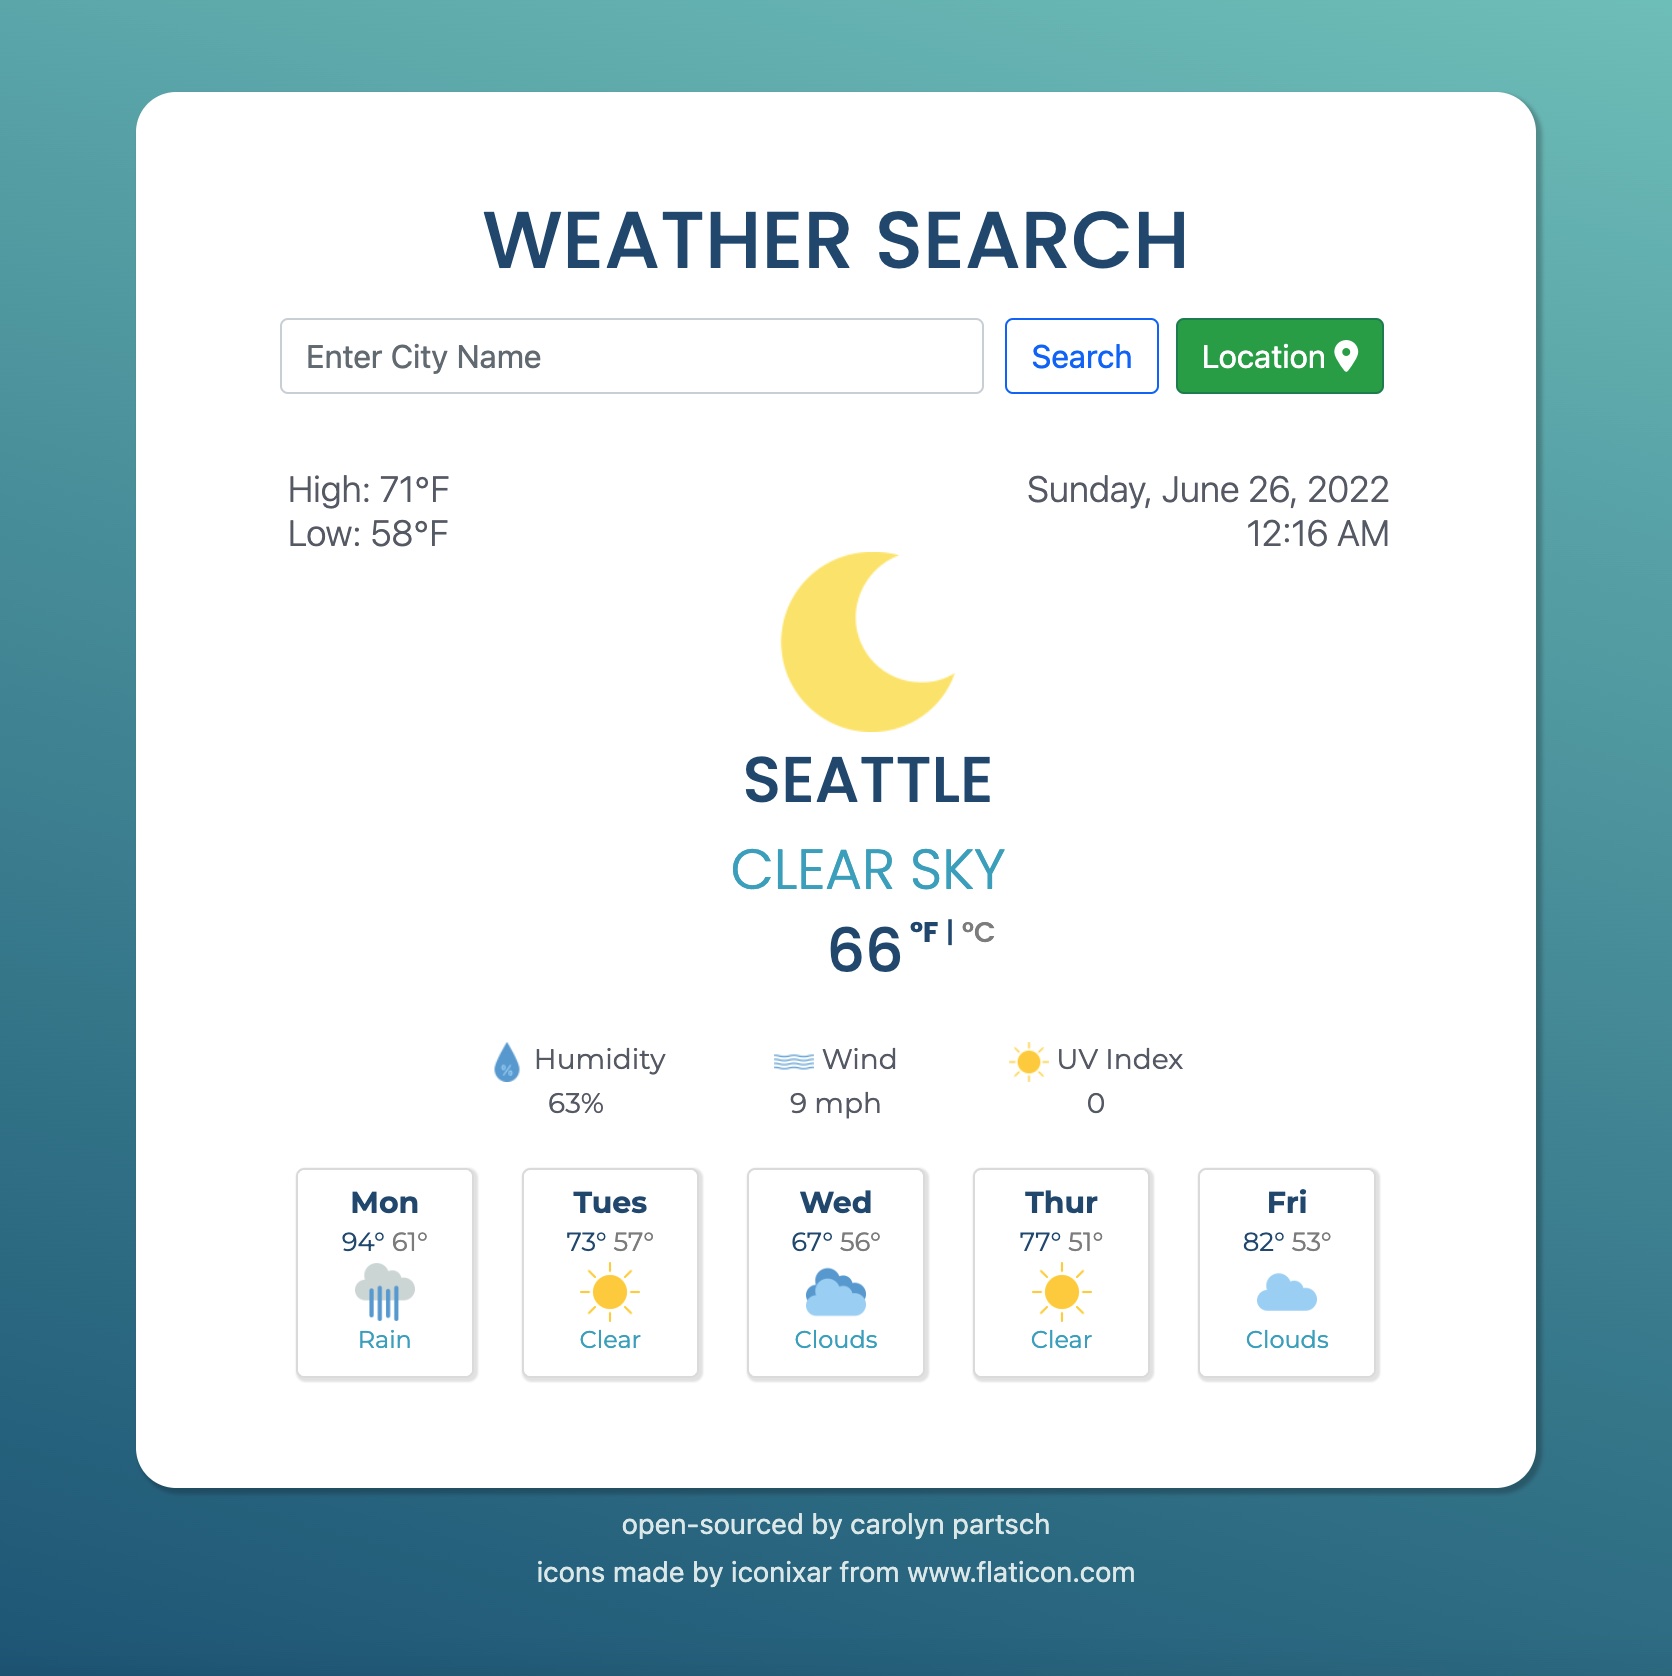 WEATHER SEARCH
Enter City Name
Search
Location
High: 71°F
Low: 58°F
Sunday, June 26, 2022
12:16 AM
SEATTLE
CLEAR SKY
66 °F | °C
% Humidity
63%
Wind
9 mph
UV Index
0
Mon
94° 61°
Rain
Tues
73° 57°
Clear
Wed
67° 56°
Clouds
Thur
77° 51°
Clear
Fri
82° 53°
Clouds
open-sourced by carolyn partsch
icons made by iconixar from www.flaticon.com